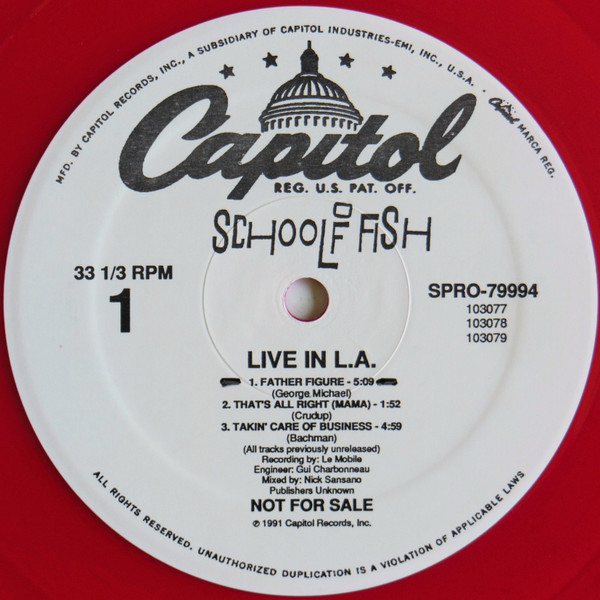 MFD. BY CAPITOL RECORDS, INC., A SUBSIDIARY OF CAPITOL INDUSTRIES-EMI, INC., U.S.A. · Capitol MARCA REG.
Capitol
REG. U.S. PAT. OFF.
SCHOOL OF FISH
33 1/3 RPM
1
SPRO-79994
103077
103078
103079
LIVE IN L.A.
1. FATHER FIGURE - 5:09
(George Michael)
2. THAT'S ALL RIGHT (MAMA) - 1:52
(Crudup)
3. TAKIN' CARE OF BUSINESS - 4:59
(Bachman)
(All tracks previously unreleased)
Recording by: Le Mobile
Engineer: Gui Charbonneau
Mixed by: Nick Sansano
Publishers Unknown
NOT FOR SALE
℗ 1991 Capitol Records, Inc.
ALL RIGHTS RESERVED. UNAUTHORIZED DUPLICATION IS A VIOLATION OF APPLICABLE LAWS